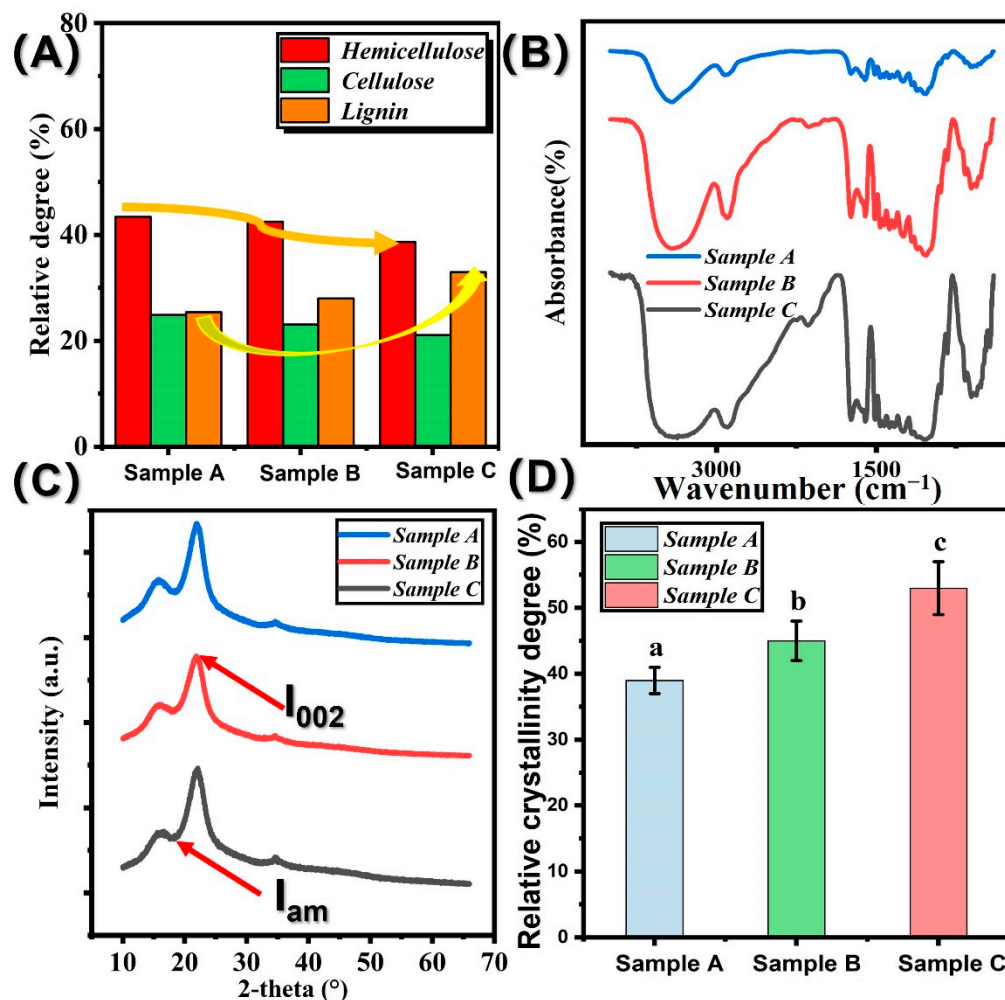 (A)
Relative degree (%)
80
60
40
20
0
Hemicellulose
Cellulose
Lignin
Sample A
Sample B
Sample C
(B)
Absorbance(%)
Sample A
Sample B
Sample C
3000
1500
Wavenumber (cm⁻¹)
(C)
Intensity (a.u.)
Sample A
Sample B
Sample C
I002
Iam
10
20
30
40
50
60
70
2-theta (°)
(D)
Relative crystallinity degree (%)
60
50
40
30
20
10
0
Sample A
Sample B
Sample C
a
b
c
Sample A
Sample B
Sample C